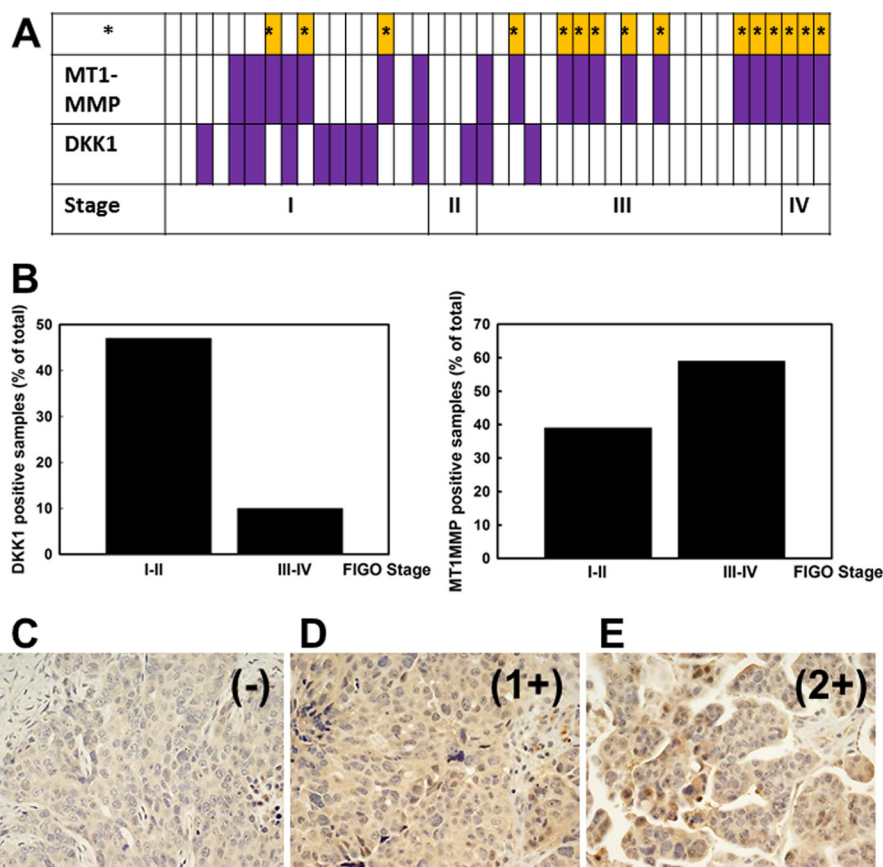 A
* * * * * * * * * * * * * * * *
MT1-
MMP
DKK1
Stage I II III IV
B
DKK1 positive samples (% of total)
50
40
30
20
10
0
I-II III-IV FIGO Stage
MT1MMP positive samples (% of total)
70
60
50
40
30
20
10
0
I-II III-IV FIGO Stage
C D E
(-) (1+) (2+)